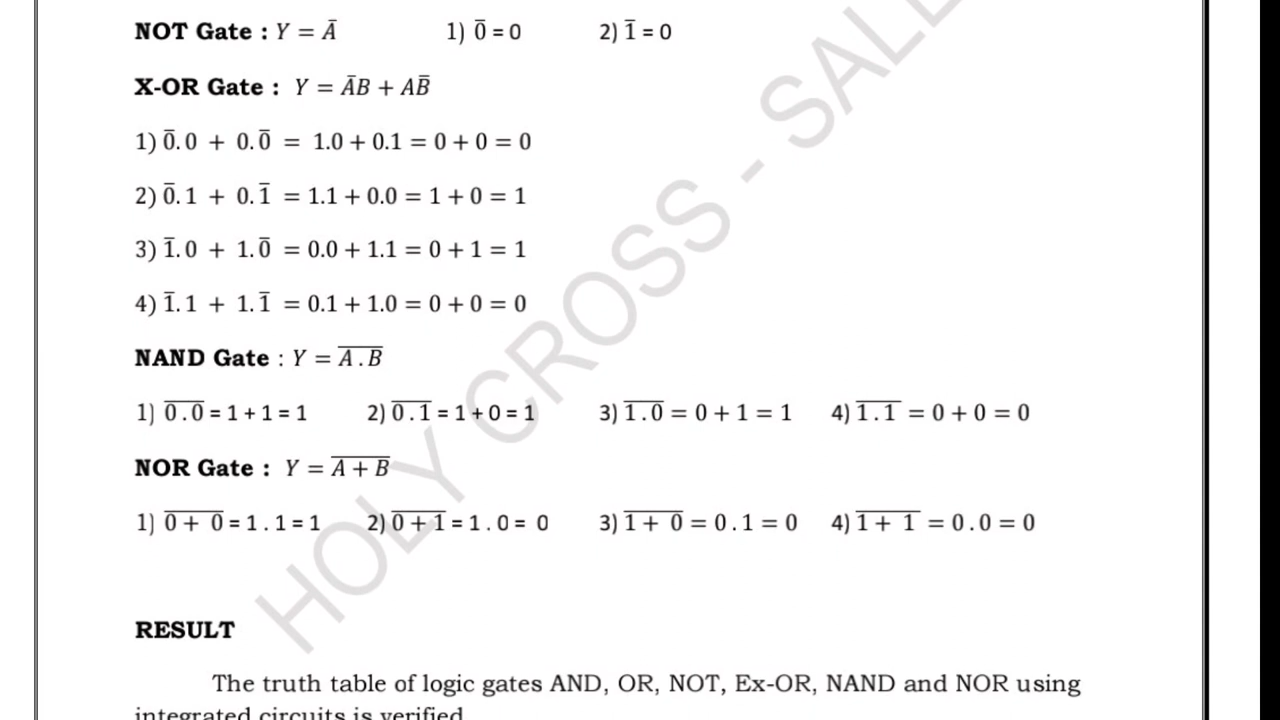 NOT Gate : Y = Ā 1) 0̄ = 0 2) 1̄ = 0
X-OR Gate : Y = ĀB + AB̄
1) 0̄.0 + 0.0̄ = 1.0 + 0.1 = 0 + 0 = 0
2) 0̄.1 + 0.1̄ = 1.1 + 0.0 = 1 + 0 = 1
3) 1̄.0 + 1.0̄ = 0.0 + 1.1 = 0 + 1 = 1
4) 1̄.1 + 1.1̄ = 0.1 + 1.0 = 0 + 0 = 0
NAND Gate : Y = A̅ ̅.̅ ̅B̅
1) 0̅ ̅.̅ ̅0̅ = 1 + 1 = 1 2) 0̅ ̅.̅ ̅1̅ = 1 + 0 = 1 3) 1̅ ̅.̅ ̅0̅ = 0 + 1 = 1 4) 1̅ ̅.̅ ̅1̅ = 0 + 0 = 0
NOR Gate : Y = A̅ ̅+̅ ̅B̅
1) 0̅ ̅+̅ ̅0̅ = 1 . 1 = 1 2) 0̅ ̅+̅ ̅1̅ = 1 . 0 = 0 3) 1̅ ̅+̅ ̅0̅ = 0 . 1 = 0 4) 1̅ ̅+̅ ̅1̅ = 0 . 0 = 0
RESULT
The truth table of logic gates AND, OR, NOT, Ex-OR, NAND and NOR using
integrated circuits is verified
HOLY CROSS - SAL